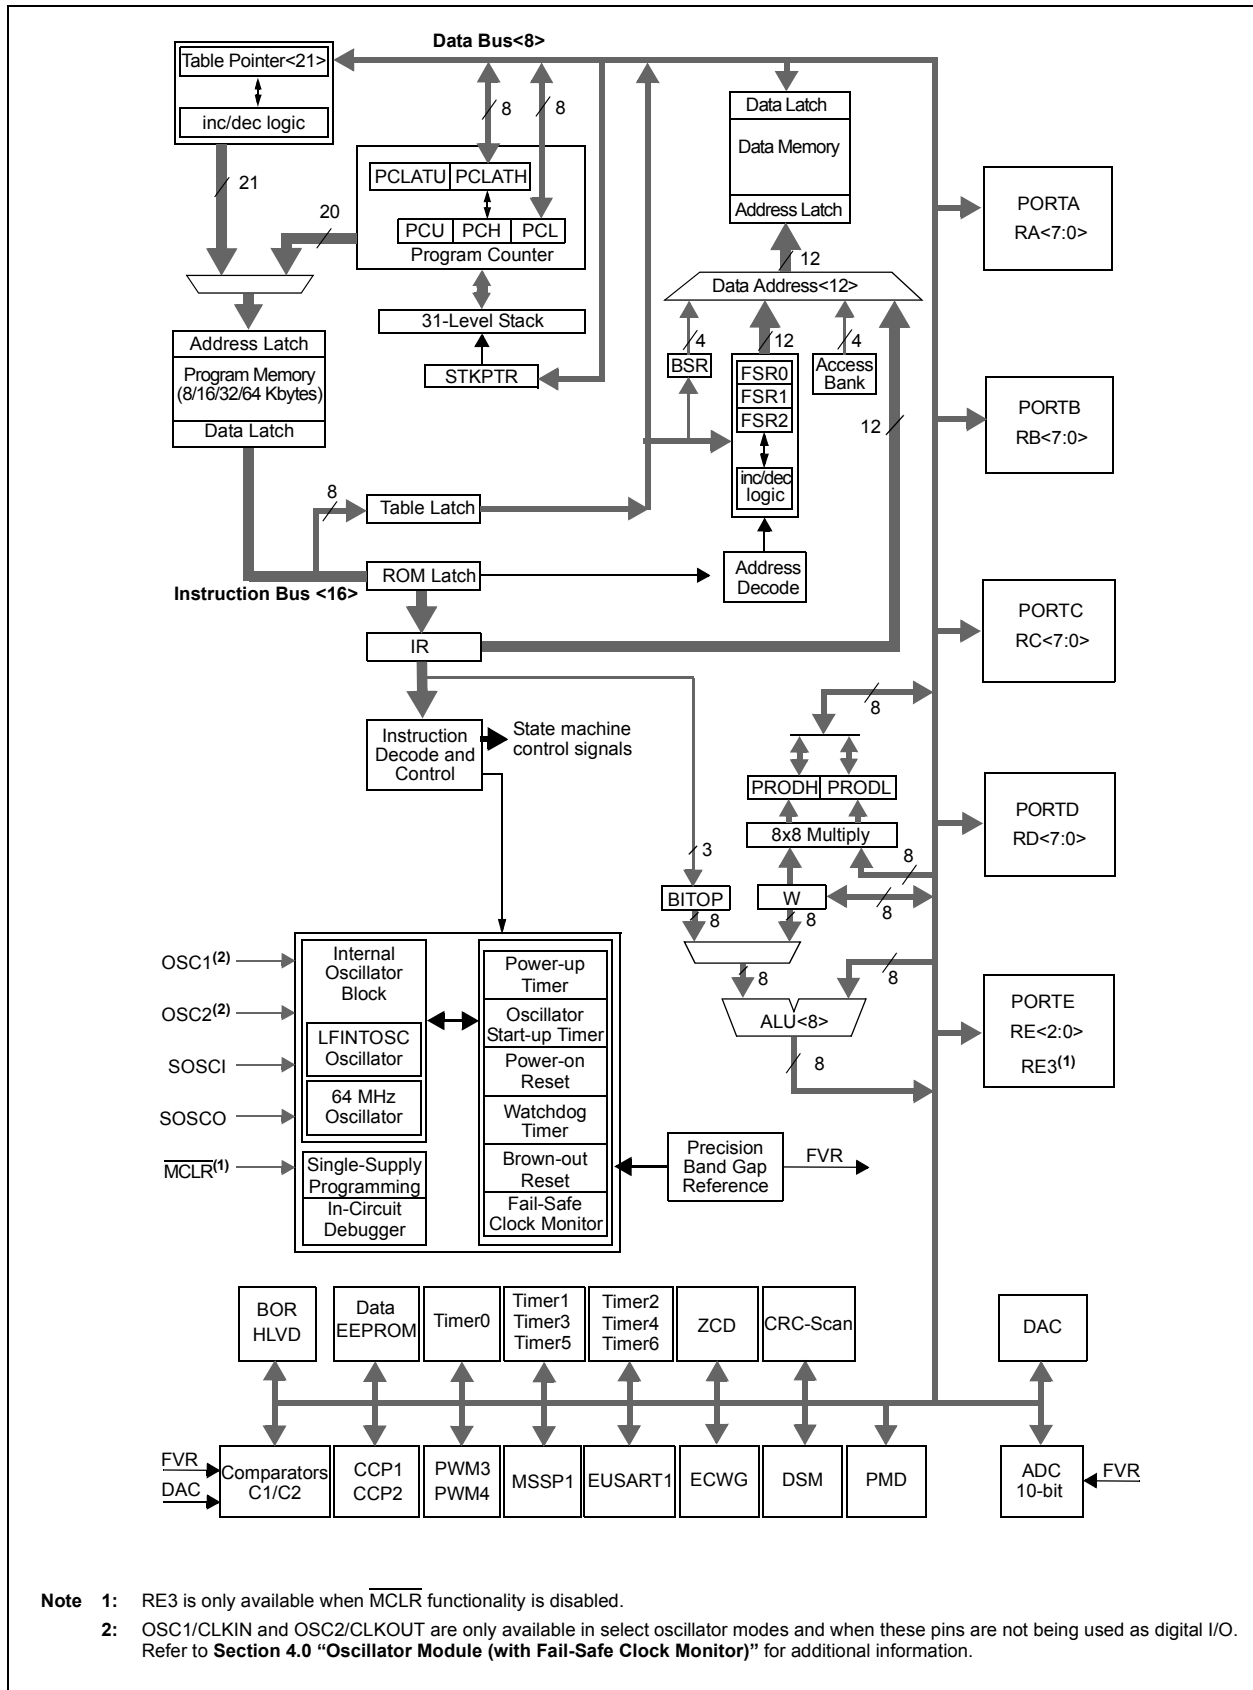 Data Bus<8>
Table Pointer<21>
inc/dec logic
21
20
8
8
PCLATU
PCLATH
PCU
PCH
PCL
Program Counter
31-Level Stack
STKPTR
Address Latch
Program Memory
(8/16/32/64 Kbytes)
Data Latch
8
Table Latch
ROM Latch
Instruction Bus <16>
IR
Instruction
Decode and
Control
State machine
control signals
Data Latch
Data Memory
Address Latch
12
Data Address<12>
4
12
4
BSR
FSR0
FSR1
FSR2
inc/dec
logic
Access
Bank
12
Address
Decode
PORTA
RA<7:0>
PORTB
RB<7:0>
PORTC
RC<7:0>
PORTD
RD<7:0>
PORTE
RE<2:0>
RE3(1)
8
PRODH
PRODL
8x8 Multiply
3
8
BITOP
W
8
8
8
8
8
ALU<8>
8
OSC1(2)
OSC2(2)
SOSCI
SOSCO
MCLR(1)
Internal
Oscillator
Block
LFINTOSC
Oscillator
64 MHz
Oscillator
Single-Supply
Programming
In-Circuit
Debugger
Power-up
Timer
Oscillator
Start-up Timer
Power-on
Reset
Watchdog
Timer
Brown-out
Reset
Fail-Safe
Clock Monitor
Precision
Band Gap
Reference
FVR
BOR
HLVD
Data
EEPROM
Timer0
Timer1
Timer3
Timer5
Timer2
Timer4
Timer6
ZCD
CRC-Scan
DAC
FVR
DAC
Comparators
C1/C2
CCP1
CCP2
PWM3
PWM4
MSSP1
EUSART1
ECWG
DSM
PMD
ADC
10-bit
FVR
Note 1: RE3 is only available when MCLR functionality is disabled.
2: OSC1/CLKIN and OSC2/CLKOUT are only available in select oscillator modes and when these pins are not being used as digital I/O.
Refer to Section 4.0 “Oscillator Module (with Fail-Safe Clock Monitor)” for additional information.